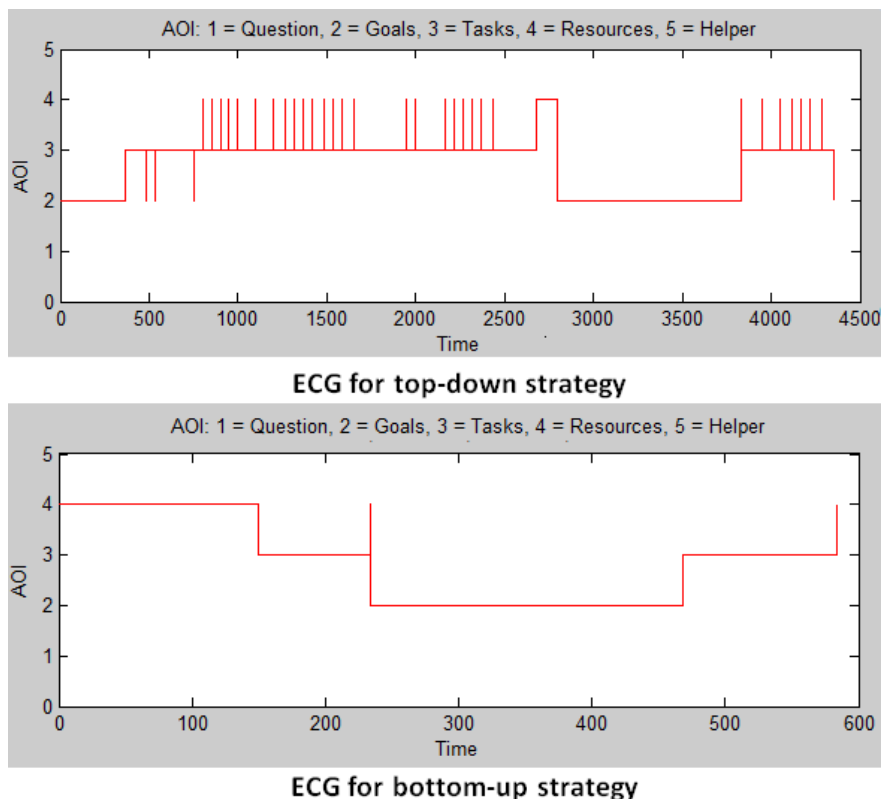 AOI: 1 = Question, 2 = Goals, 3 = Tasks, 4 = Resources, 5 = Helper
5
4
3
2
1
0
AOI
0 500 1000 1500 2000 2500 3000 3500 4000 4500
Time
ECG for top-down strategy
AOI: 1 = Question, 2 = Goals, 3 = Tasks, 4 = Resources, 5 = Helper
5
4
3
2
1
0
AOI
0 100 200 300 400 500 600
Time
ECG for bottom-up strategy